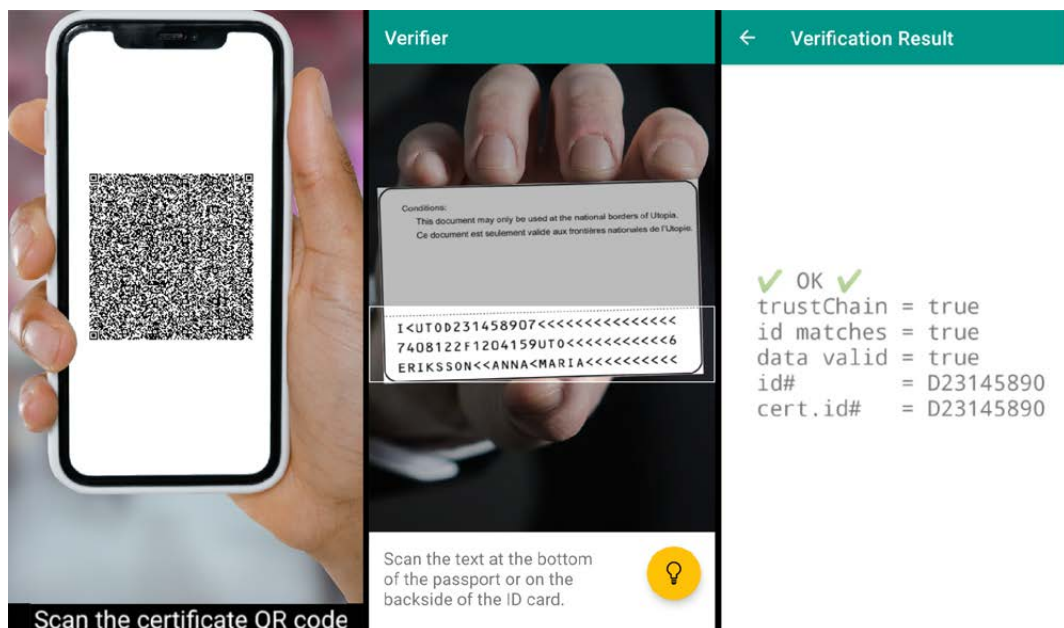 Scan the certificate QR code
Verifier
Conditions:
This document may only be used at the national borders of Utopia.
Ce document est seulement valide aux frontières nationales de l'Utopie.
I<UTOD231458907<<<<<<<<<<<<<<<
7408122F1204159UTO<<<<<<<<<<<6
ERIKSSON<<ANNA<MARIA<<<<<<<<<<
Scan the text at the bottom
of the passport or on the
backside of the ID card.
← Verification Result
✓ OK ✓
trustChain = true
id matches = true
data valid = true
id# = D23145890
cert.id# = D23145890